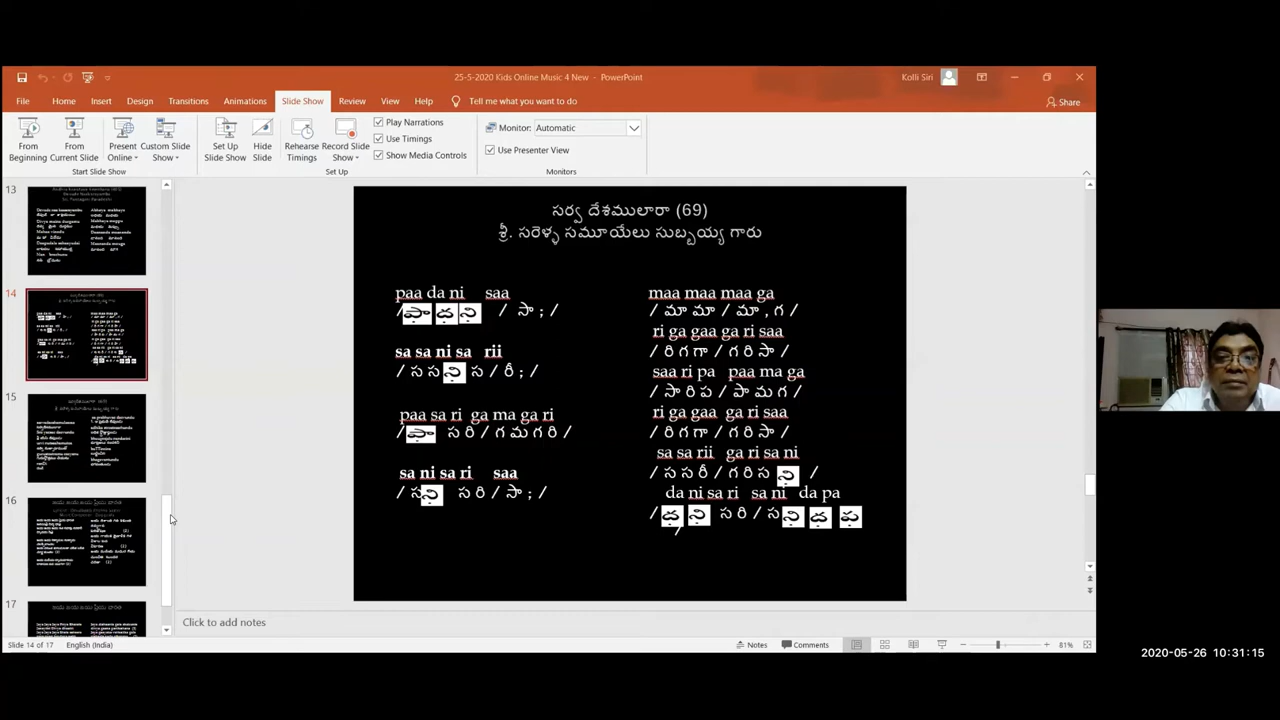 25-5-2020 Kids Online Music 4 New - PowerPoint
Kolli Siri
File Home Insert Design Transitions Animations Slide Show Review View Help Tell me what you want to do
Share
From Beginning
From Current Slide
Present Online
Custom Slide Show
Set Up Slide Show
Hide Slide
Rehearse Timings
Record Slide Show
Play Narrations
Use Timings
Show Media Controls
Monitor: Automatic
Use Presenter View
Start Slide Show
Set Up
Monitors
13
14
15
16
17
సర్వ దేశములారా (69)
శ్రీ. సరళ్ళ సమూయేలు సుబ్బయ్య గారు
paa da ni saa
/పా ధ ని / సా ; /
sa sa ni sa rii
/ స స ని స / రీ ; /
paa sa ri ga ma ga ri
/పా స రి / గ మ గ రి /
sa ni sa ri saa
/ స ని స రి / సా ; /
maa maa maa ga
/ మా మా / మా , గ /
ri ga gaa ga ri saa
/ రి గ గా / గ రి సా /
saa ri pa paa ma ga
/ సా రి ప / పా మ గ /
ri ga gaa ga ri saa
/ రి గ గా / గ రి సా /
sa sa rii ga ri sa ni
/ స స రీ / గ రి స ని /
da ni sa ri sa ni da pa
/ ధ ని స రి / స ని ధ ప
/
Click to add notes
Slide 14 of 17 English (India)
Notes Comments 81%
2020-05-26 10:31:15